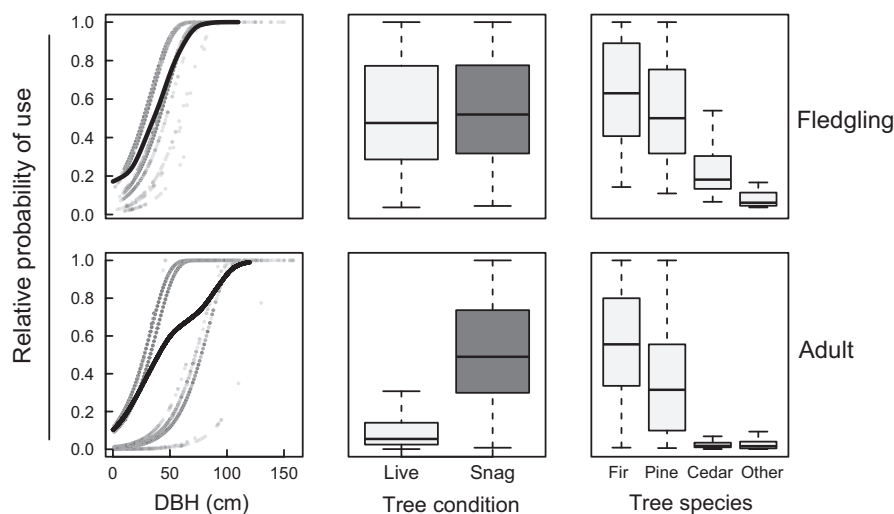 Relative probability of use
1.0
0.8
0.6
0.4
0.2
0.0
Fledgling
1.0
0.8
0.6
0.4
0.2
0.0
Adult
0 50 100 150
DBH (cm)
Live Snag
Tree condition
Fir Pine Cedar Other
Tree species